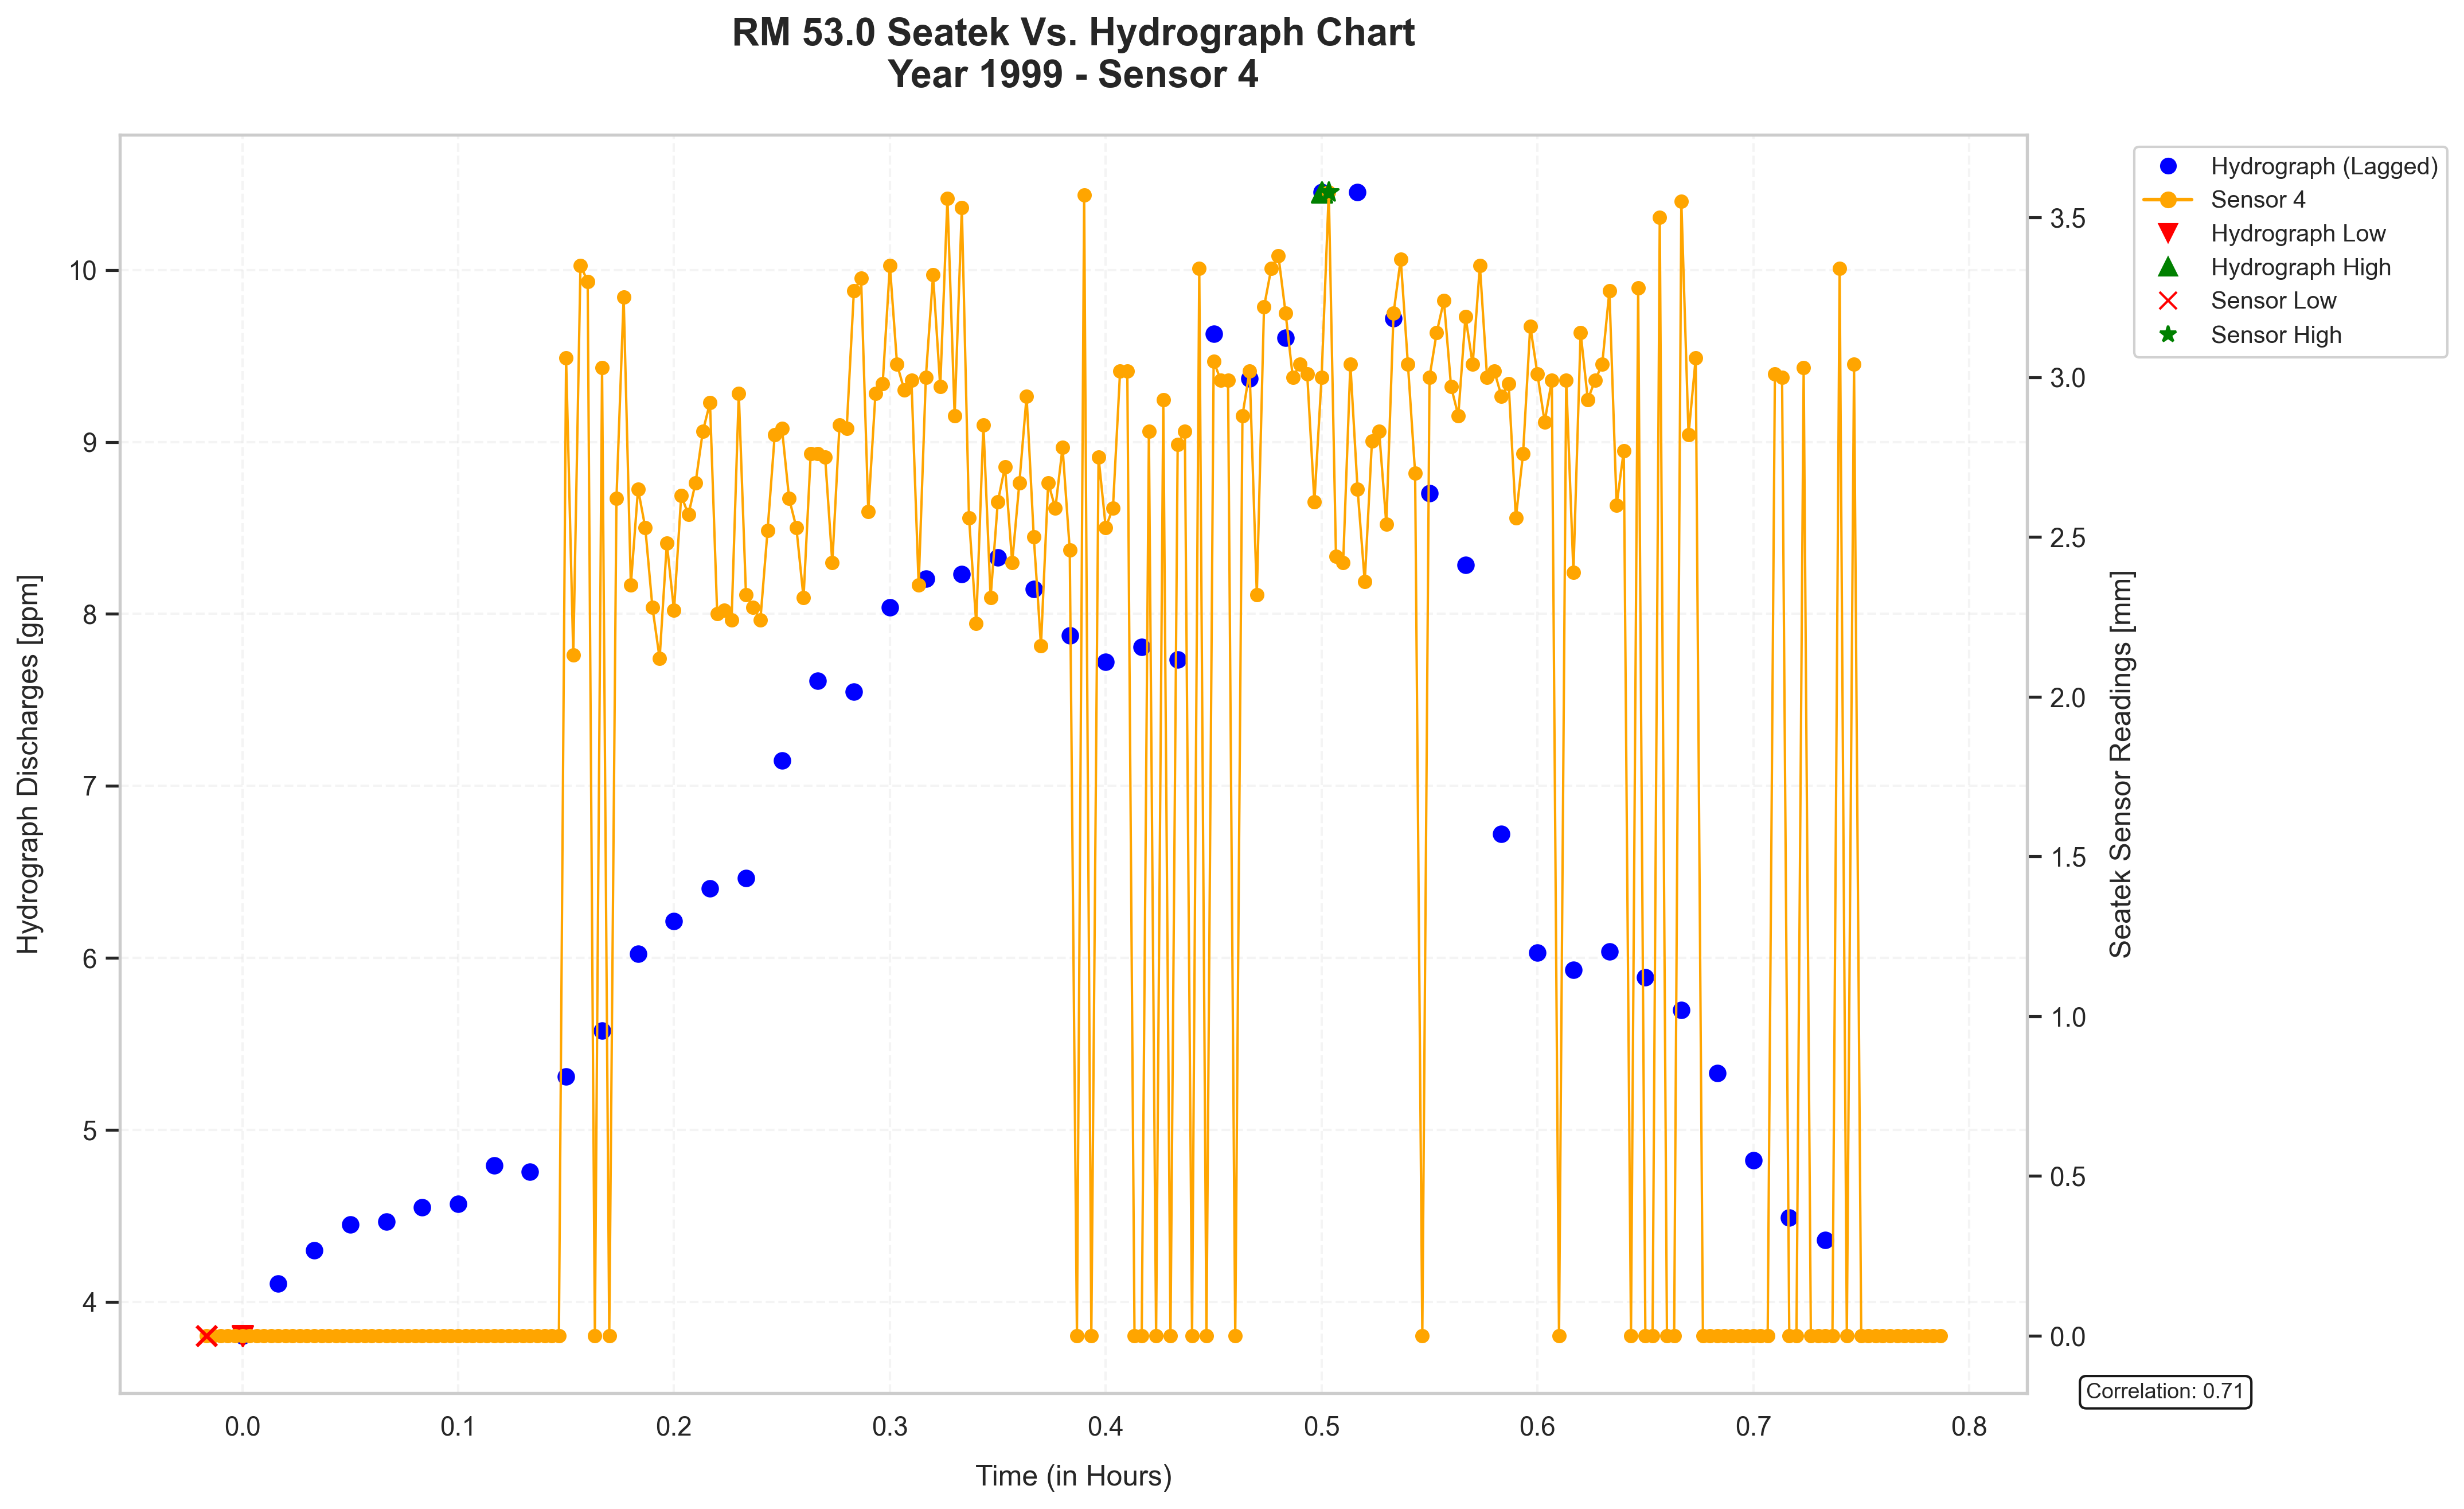 RM 53.0 Seatek Vs. Hydrograph Chart
Year 1999 - Sensor 4
Hydrograph (Lagged)
Sensor 4
Hydrograph Low
Hydrograph High
Sensor Low
Sensor High
Hydrograph Discharges [gpm]
10
9
8
7
6
5
4
Seatek Sensor Readings [mm]
3.5
3.0
2.5
2.0
1.5
1.0
0.5
0.0
Correlation: 0.71
0.0 0.1 0.2 0.3 0.4 0.5 0.6 0.7 0.8
Time (in Hours)